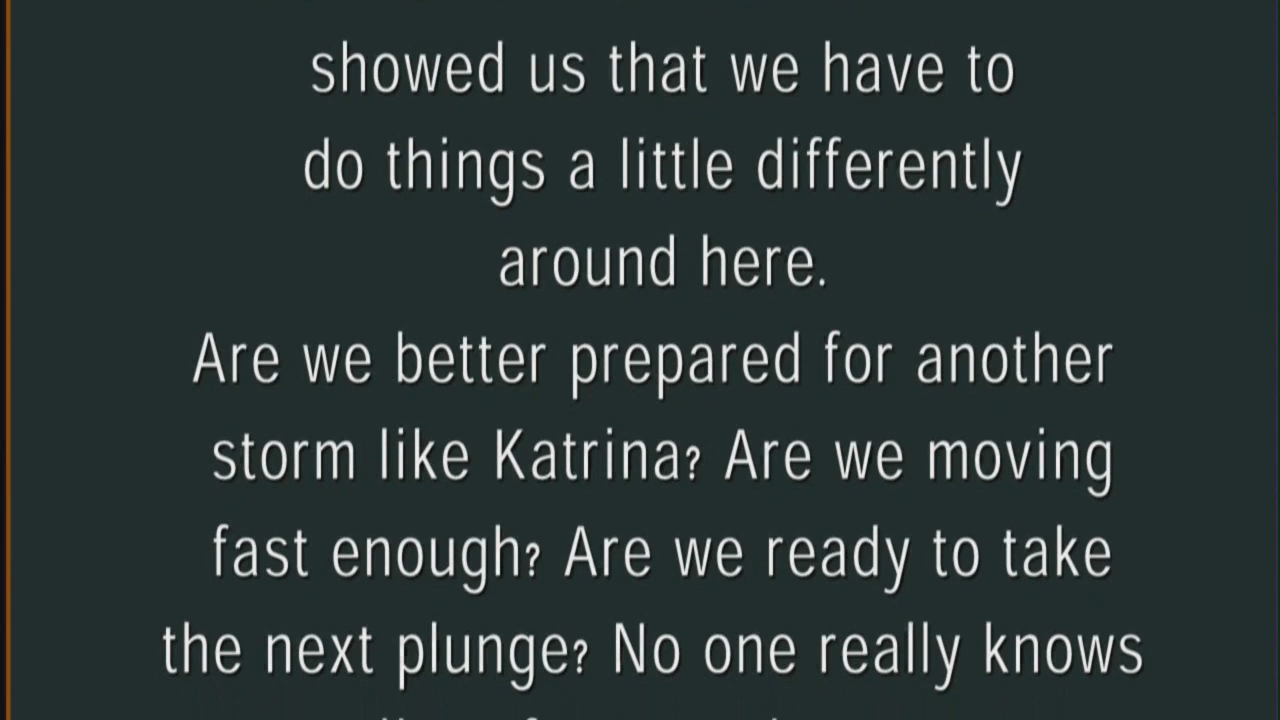 showed us that we have to
do things a little differently
around here.
Are we better prepared for another
storm like Katrina? Are we moving
fast enough? Are we ready to take
the next plunge? No one really knows